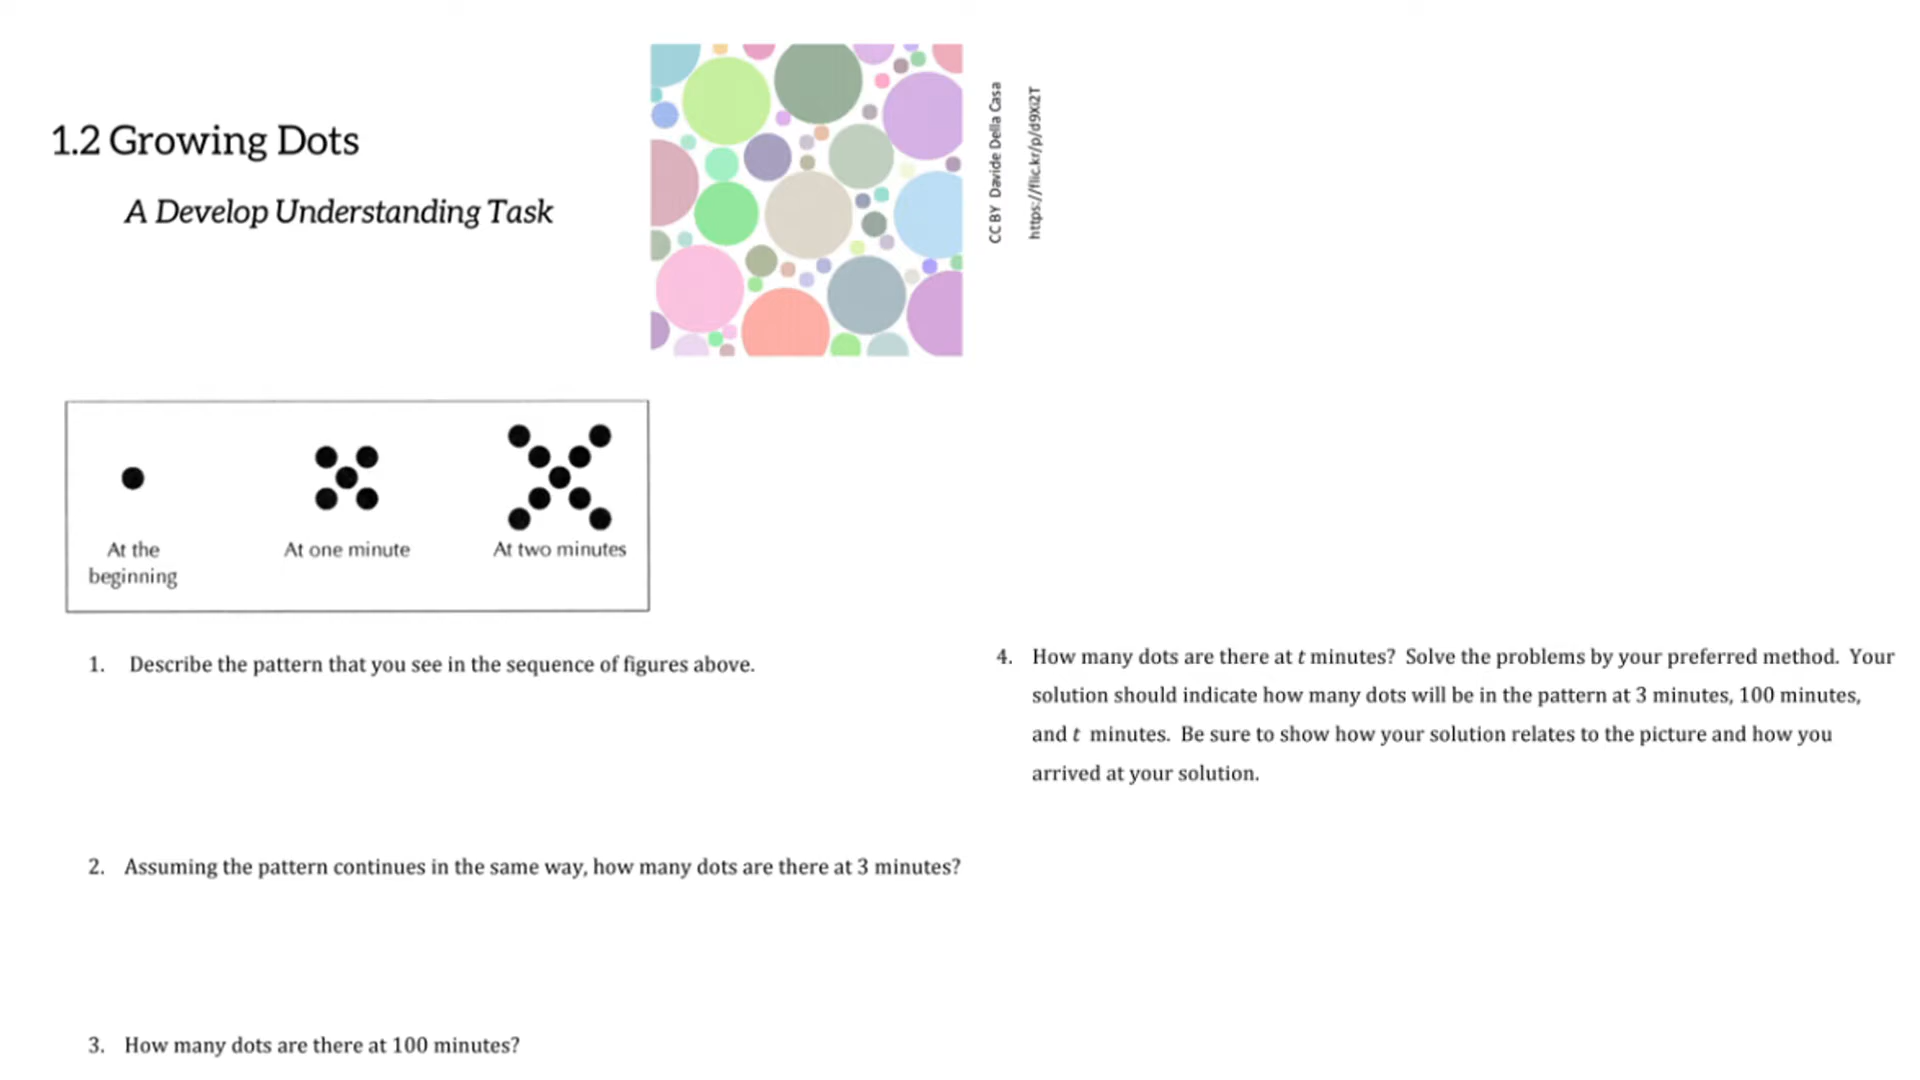 1.2 Growing Dots
A Develop Understanding Task
CC BY Davide Della Casa
https://flic.kr/p/d9Xi2T
At the
beginning
At one minute
At two minutes
1. Describe the pattern that you see in the sequence of figures above.
2. Assuming the pattern continues in the same way, how many dots are there at 3 minutes?
3. How many dots are there at 100 minutes?
4. How many dots are there at t minutes? Solve the problems by your preferred method. Your
solution should indicate how many dots will be in the pattern at 3 minutes, 100 minutes,
and t minutes. Be sure to show how your solution relates to the picture and how you
arrived at your solution.